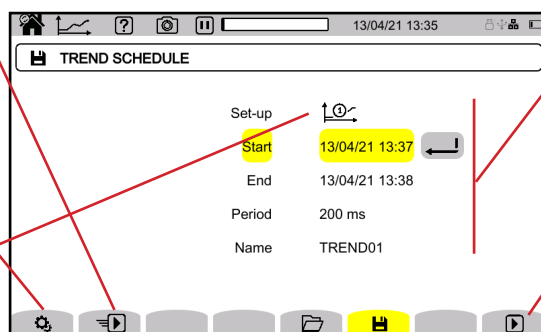 13/04/21 13:35
TREND SCHEDULE
Set-up 1
Start 13/04/21 13:37
End 13/04/21 13:38
Period 200 ms
Name TREND01